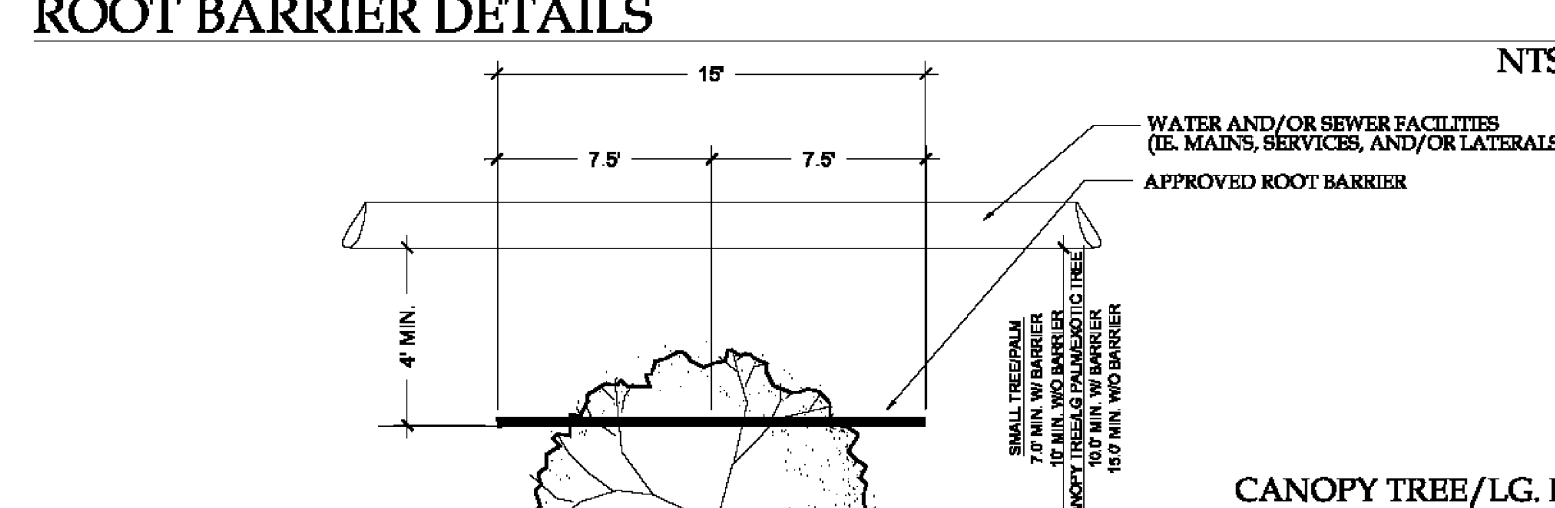 ROOT BARRIER DETAILS
NTS
15'
7.5' 7.5'
WATER AND/OR SEWER FACILITIES
(IE. MAINS, SERVICES, AND/OR LATERALS
APPROVED ROOT BARRIER
4' MIN.
SMALL TREE/PALM
7.0' MIN. W/ BARRIER
10' MIN. W/O BARRIER
TREE/LG PALM/EXOTIC TREE
10.0' MIN. W/ BARRIER
15.0' MIN. W/O BARRIER
CANOPY TREE/LG.